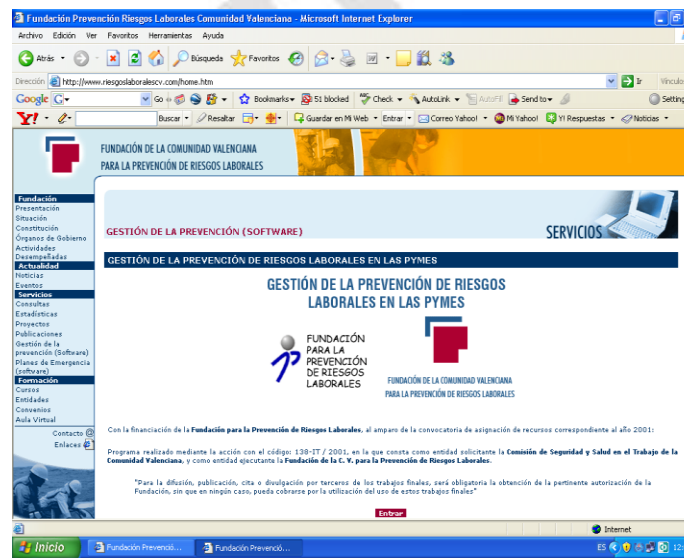 Fundación Prevención Riesgos Laborales Comunidad Valenciana - Microsoft Internet Explorer
Archivo Edición Ver Favoritos Herramientas Ayuda
Atrás Búsqueda Favoritos
Dirección http://www.riesgoslaboralescv.com/home.htm Ir Vínculos
Google G Go Bookmarks 51 blocked Check AutoLink AutoFill Send to Setting
Y! Buscar Resaltar Guardar en Mi Web Entrar Correo Yahoo! Mi Yahoo! Y! Respuestas Noticias
FUNDACIÓN DE LA COMUNIDAD VALENCIANA
PARA LA PREVENCIÓN DE RIESGOS LABORALES
Fundación
Presentación
Situación
Constitución
Órganos de Gobierno
Actividades
Desempeñadas
Actualidad
Noticias
Eventos
Servicios
Consultas
Estadísticas
Proyectos
Publicaciones
Gestión de la
prevención (Software)
Planes de Emergencia
(software)
Formación
Cursos
Entidades
Convenios
Aula Virtual
Contacto @
Enlaces
GESTIÓN DE LA PREVENCIÓN (SOFTWARE)
SERVICIOS
GESTIÓN DE LA PREVENCIÓN DE RIESGOS LABORALES EN LAS PYMES
GESTIÓN DE LA PREVENCIÓN DE RIESGOS
LABORALES EN LAS PYMES
FUNDACIÓN
PARA LA
PREVENCIÓN
DE RIESGOS
LABORALES
FUNDACIÓN DE LA COMUNIDAD VALENCIANA
PARA LA PREVENCIÓN DE RIESGOS LABORALES
Con la financiación de la Fundación para la Prevención de Riesgos Laborales, al amparo de la convocatoria de asignación de recursos correspondiente al año 2001:
Programa realizado mediante la acción con el código: 138-IT / 2001, en la que consta como entidad solicitante la Comisión de Seguridad y Salud en el Trabajo de la
Comunidad Valenciana, y como entidad ejecutante la Fundación de la C. V. para la Prevención de Riesgos Laborales.
"Para la difusión, publicación, cita o divulgación por terceros de los trabajos finales, será obligatoria la obtención de la pertinente autorización de la
Fundación, sin que en ningún caso, pueda cobrarse por la utilización del uso de estos trabajos finales"
Entrar
Internet
Inicio Fundación Prevenció... Fundación Prevenció... ES 12: